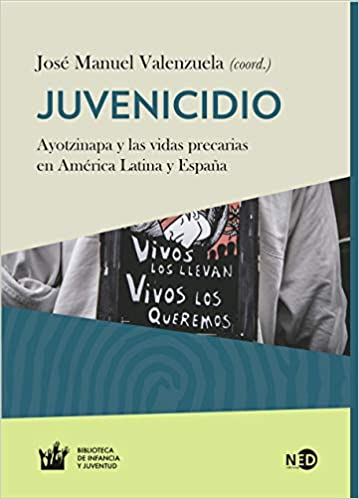 José Manuel Valenzuela (coord.)
JUVENICIDIO
Ayotzinapa y las vidas precarias
en América Latina y España
VIVOS
LOS LLEVAN
VIVOS LOS
QUEREMOS
BIBLIOTECA
DE INFANCIA
Y JUVENTUD
NED